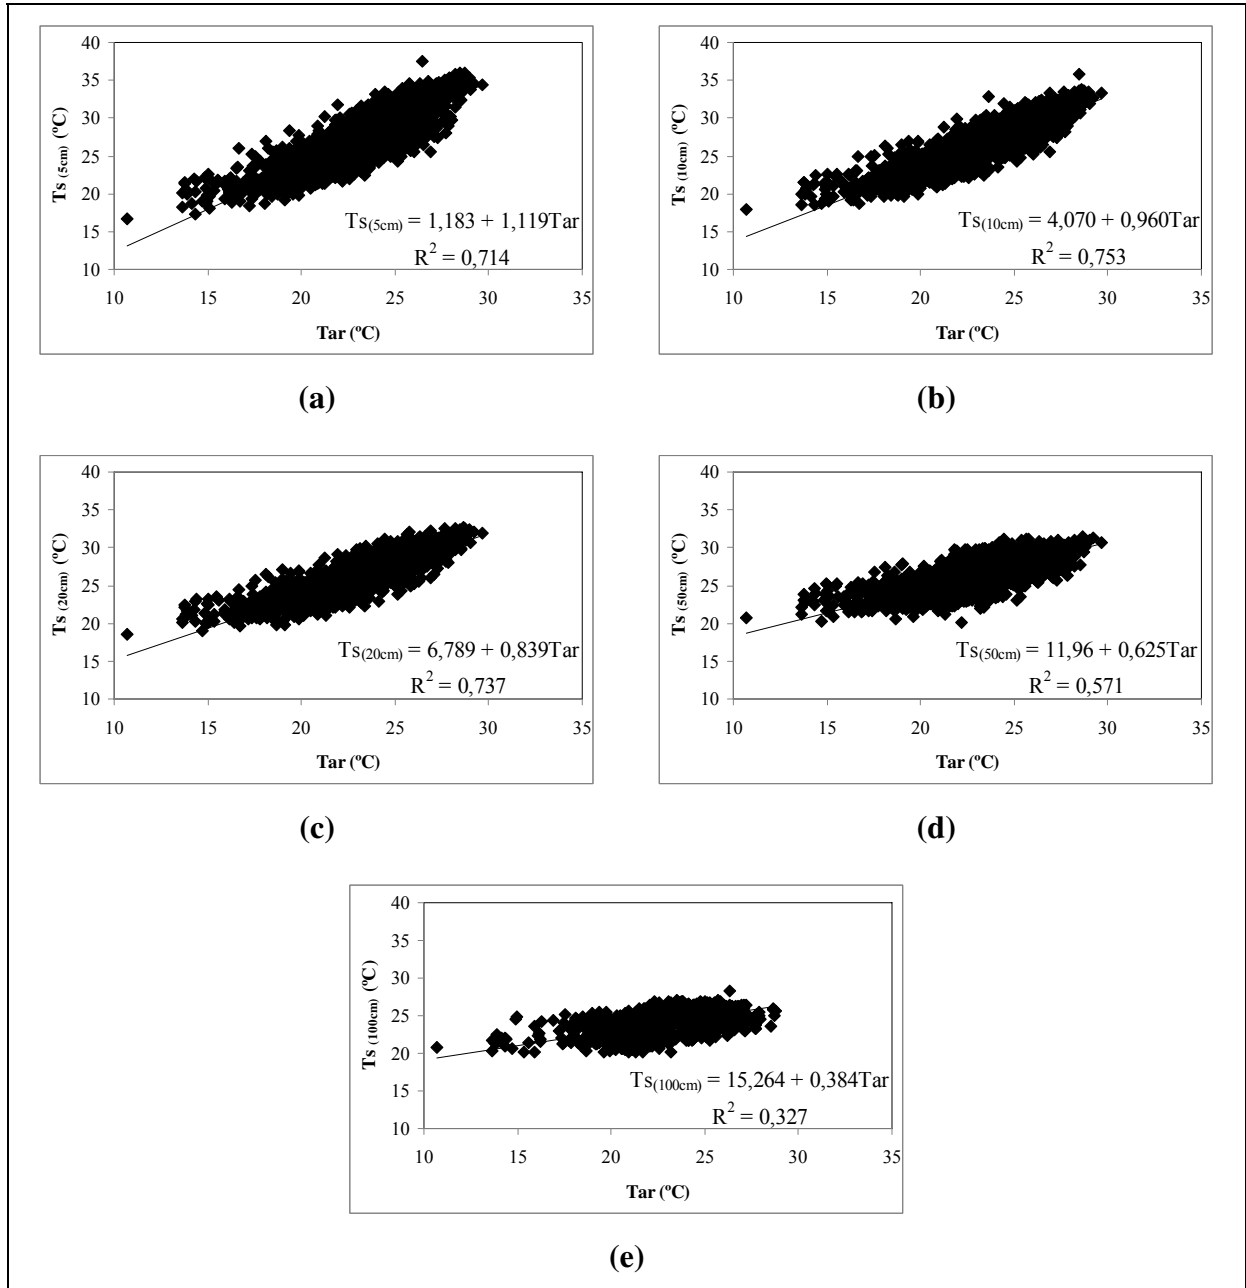 40
35
30
25
20
15
10
Ts (5cm) (ºC)
Ts(5cm) = 1,183 + 1,119Tar
R² = 0,714
10 15 20 25 30 35
Tar (ºC)
(a)
40
35
30
25
20
15
10
Ts (10cm) (ºC)
Ts(10cm) = 4,070 + 0,960Tar
R² = 0,753
10 15 20 25 30 35
Tar (ºC)
(b)
40
35
30
25
20
15
10
Ts (20cm) (ºC)
Ts(20cm) = 6,789 + 0,839Tar
R² = 0,737
10 15 20 25 30 35
Tar (ºC)
(c)
40
35
30
25
20
15
10
Ts (50cm) (ºC)
Ts(50cm) = 11,96 + 0,625Tar
R² = 0,571
10 15 20 25 30 35
Tar (ºC)
(d)
40
35
30
25
20
15
10
Ts (100cm) (ºC)
Ts(100cm) = 15,264 + 0,384Tar
R² = 0,327
10 15 20 25 30 35
Tar (ºC)
(e)